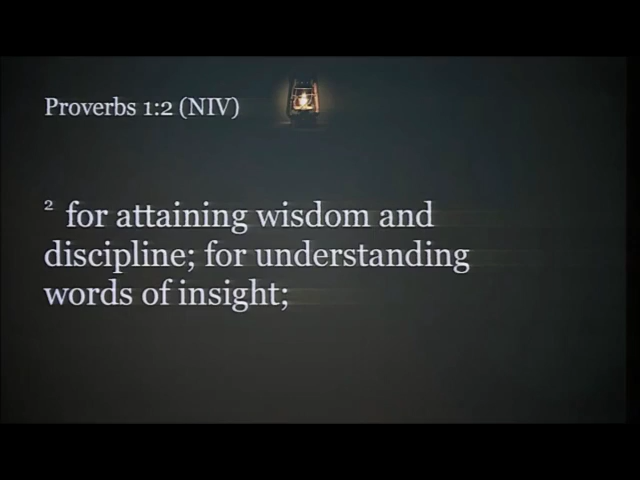 Proverbs 1:2 (NIV)
2 for attaining wisdom and
discipline; for understanding
words of insight;